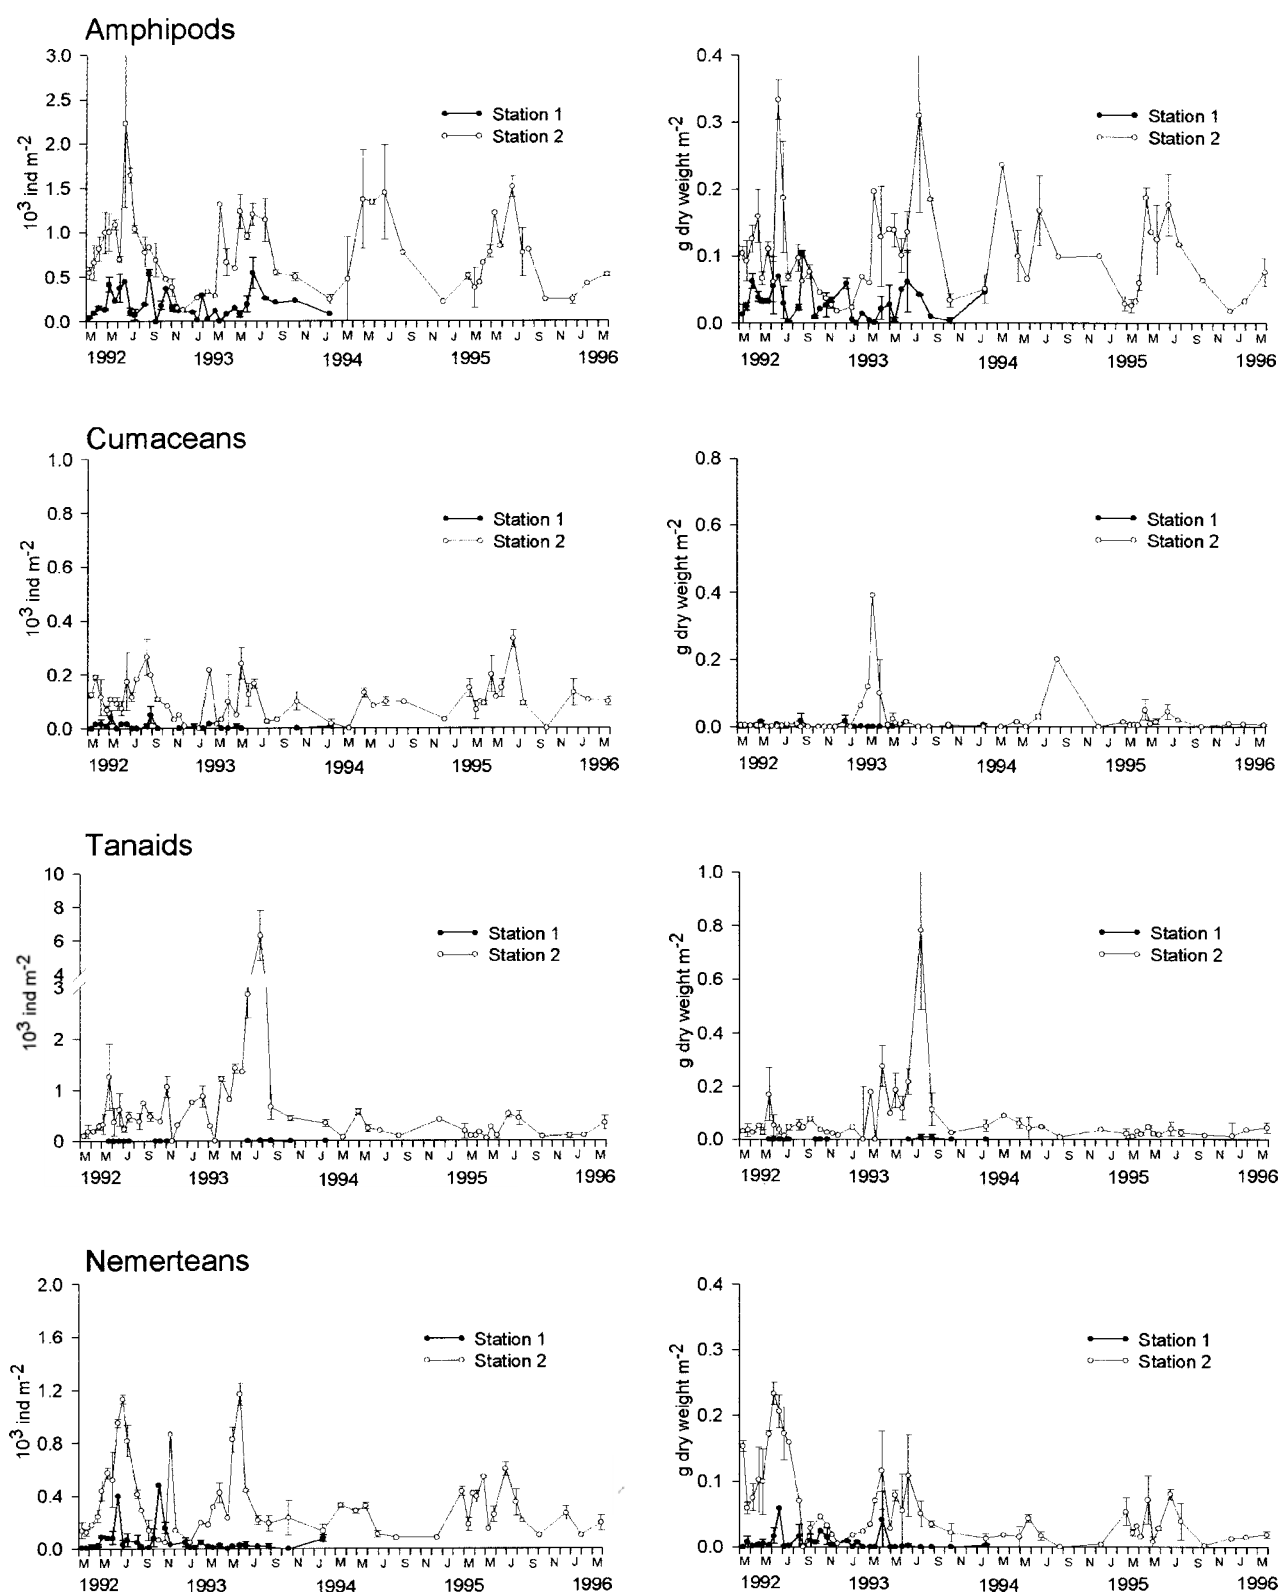 Amphipods
3.0
2.5
2.0
1.5
1.0
0.5
0.0
10³ ind m⁻²
Station 1
Station 2
M M J S N J M M J S N J M M J S N J M M J S N J M
1992 1993 1994 1995 1996
0.4
0.3
0.2
0.1
0.0
g dry weight m⁻²
Station 1
Station 2
M M J S N J M M J S N J M M J S N J M M J S N J M
1992 1993 1994 1995 1996
Cumaceans
1.0
0.8
0.6
0.4
0.2
0.0
10³ ind m⁻²
Station 1
Station 2
M M J S N J M M J S N J M M J S N J M M J S N J M
1992 1993 1994 1995 1996
0.8
0.6
0.4
0.2
0.0
g dry weight m⁻²
Station 1
Station 2
M M J S N J M M J S N J M M J S N J M M J S N J M
1992 1993 1994 1995 1996
Tanaids
10
8
6
4
3
2
1
0
10³ ind m⁻²
Station 1
Station 2
M M J S N J M M J S N J M M J S N J M M J S N J M
1992 1993 1994 1995 1996
1.0
0.8
0.6
0.4
0.2
0.0
g dry weight m⁻²
Station 1
Station 2
M M J S N J M M J S N J M M J S N J M M J S N J M
1992 1993 1994 1995 1996
Nemerteans
2.0
1.6
1.2
0.8
0.4
0.0
10³ ind m⁻²
Station 1
Station 2
M M J S N J M M J S N J M M J S N J M M J S N J M
1992 1993 1994 1995 1996
0.4
0.3
0.2
0.1
0.0
g dry weight m⁻²
Station 1
Station 2
M M J S N J M M J S N J M M J S N J M M J S N J M
1992 1993 1994 1995 1996